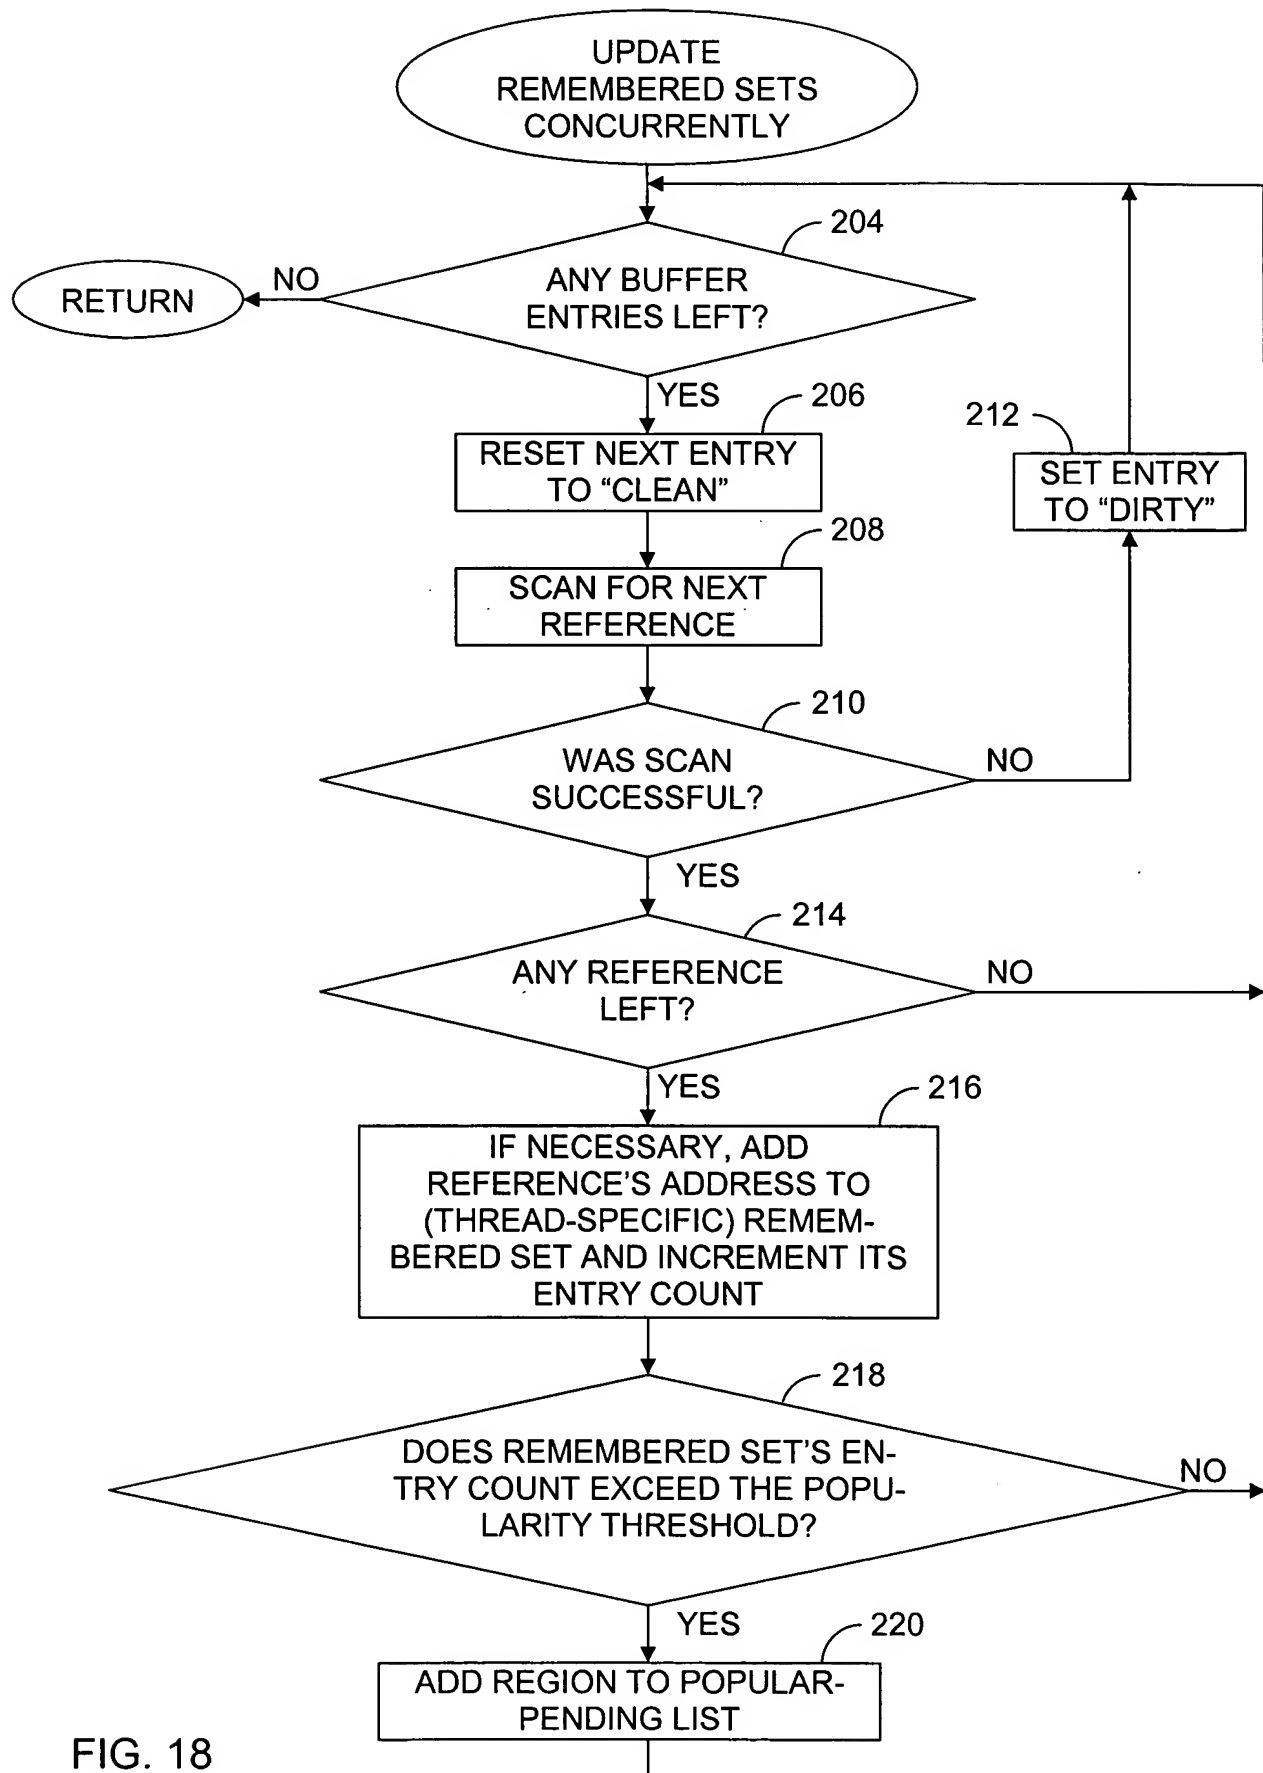 UPDATE
REMEMBERED SETS
CONCURRENTLY
204
NO
RETURN
ANY BUFFER
ENTRIES LEFT?
YES
206
RESET NEXT ENTRY
TO “CLEAN”
212
SET ENTRY
TO “DIRTY”
208
SCAN FOR NEXT
REFERENCE
210
WAS SCAN
SUCCESSFUL?
NO
YES
214
ANY REFERENCE
LEFT?
NO
YES
216
IF NECESSARY, ADD
REFERENCE’S ADDRESS TO
(THREAD-SPECIFIC) REMEM-
BERED SET AND INCREMENT ITS
ENTRY COUNT
218
DOES REMEMBERED SET’S EN-
TRY COUNT EXCEED THE POPU-
LARITY THRESHOLD?
NO
YES
220
ADD REGION TO POPULAR-
PENDING LIST
FIG. 18